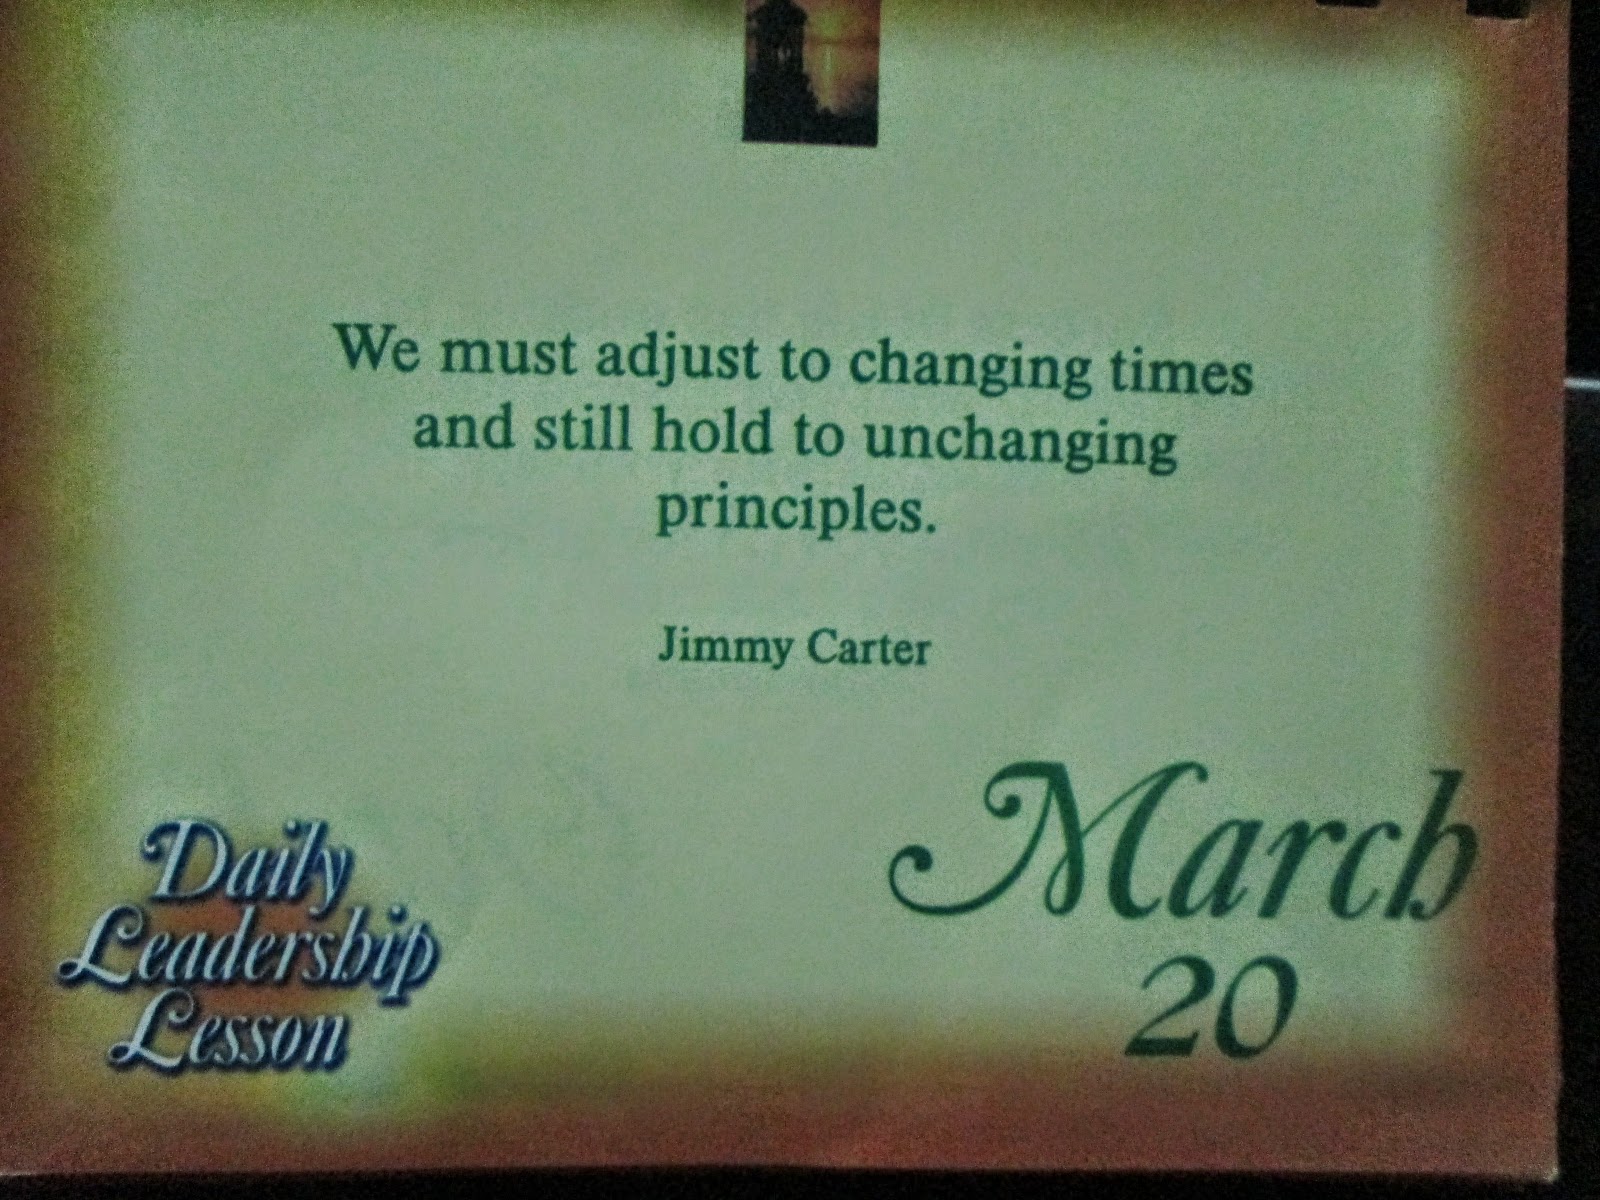 We must adjust to changing times
and still hold to unchanging
principles.
Jimmy Carter
Daily
Leadership
Lesson
March
20